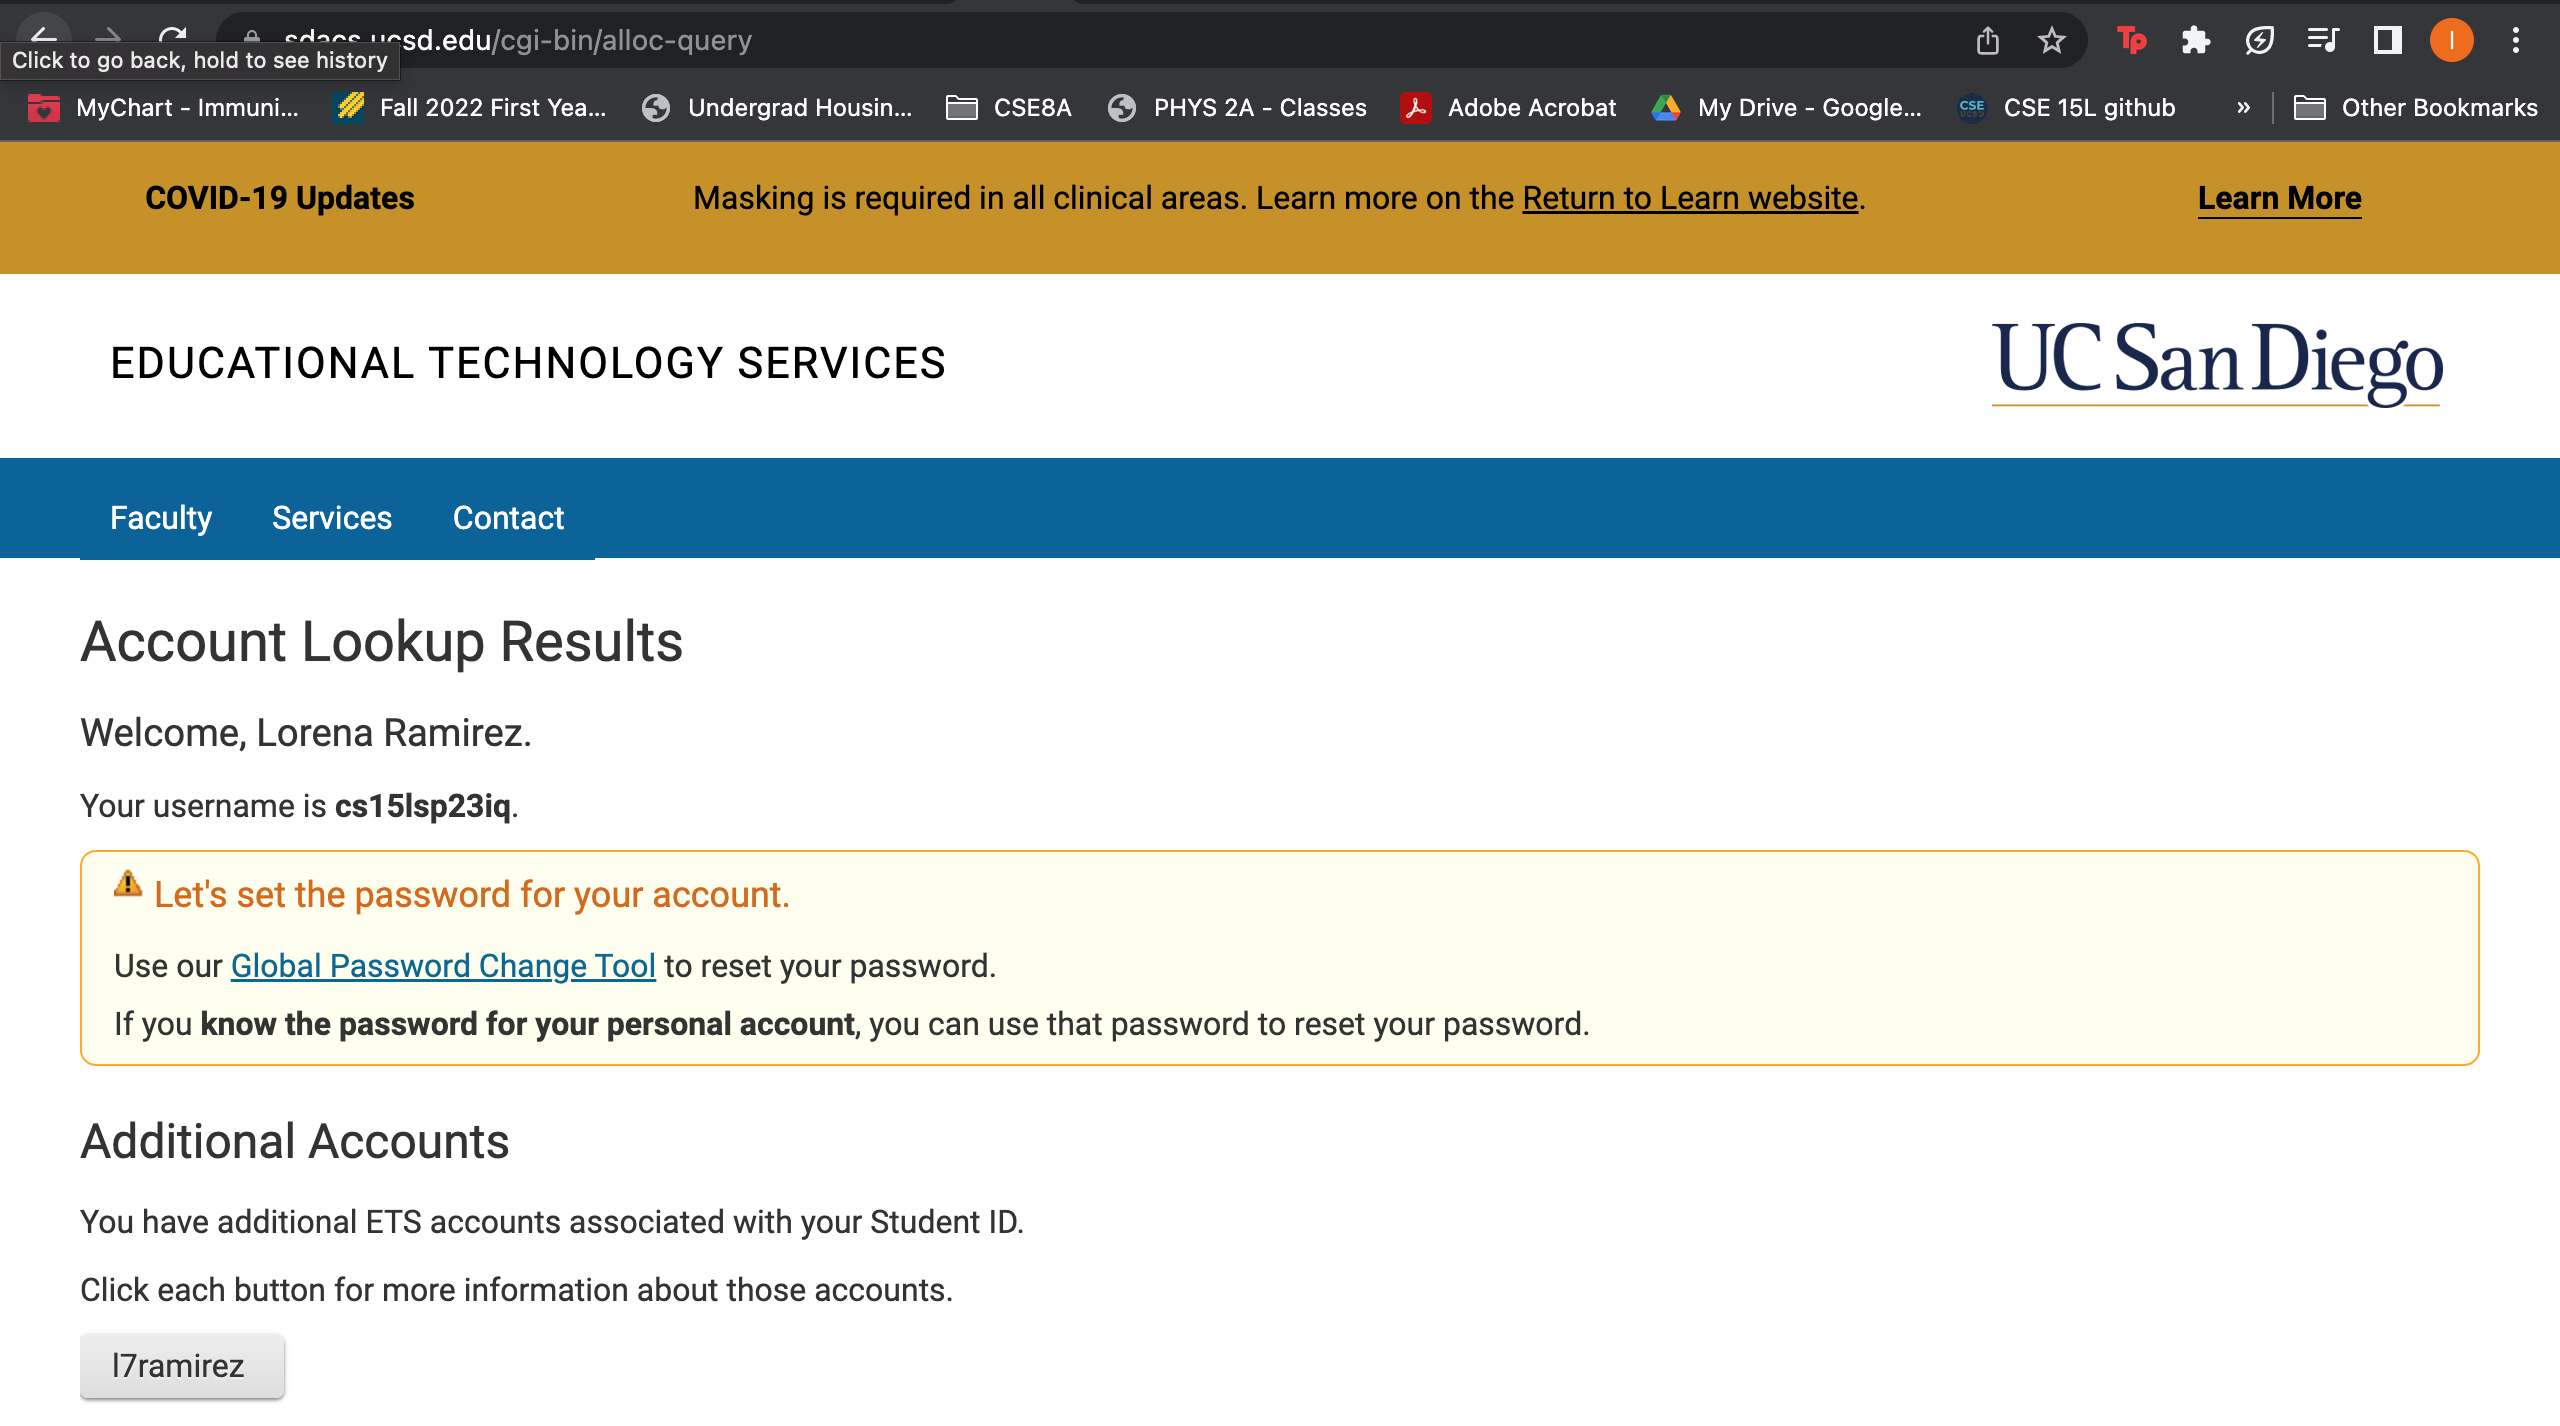 sdacs.ucsd.edu/cgi-bin/alloc-query
Tp
I
Click to go back, hold to see history
MyChart - Immuni...
Fall 2022 First Yea...
Undergrad Housin...
CSE8A
PHYS 2A - Classes
Adobe Acrobat
My Drive - Google...
CSE
CSE 15L github
»
Other Bookmarks
COVID-19 Updates
Masking is required in all clinical areas. Learn more on the Return to Learn website.
Learn More
EDUCATIONAL TECHNOLOGY SERVICES
UC San Diego
Faculty
Services
Contact
Account Lookup Results
Welcome, Lorena Ramirez.
Your username is cs15lsp23iq.
Let's set the password for your account.
Use our Global Password Change Tool to reset your password.
If you know the password for your personal account, you can use that password to reset your password.
Additional Accounts
You have additional ETS accounts associated with your Student ID.
Click each button for more information about those accounts.
l7ramirez